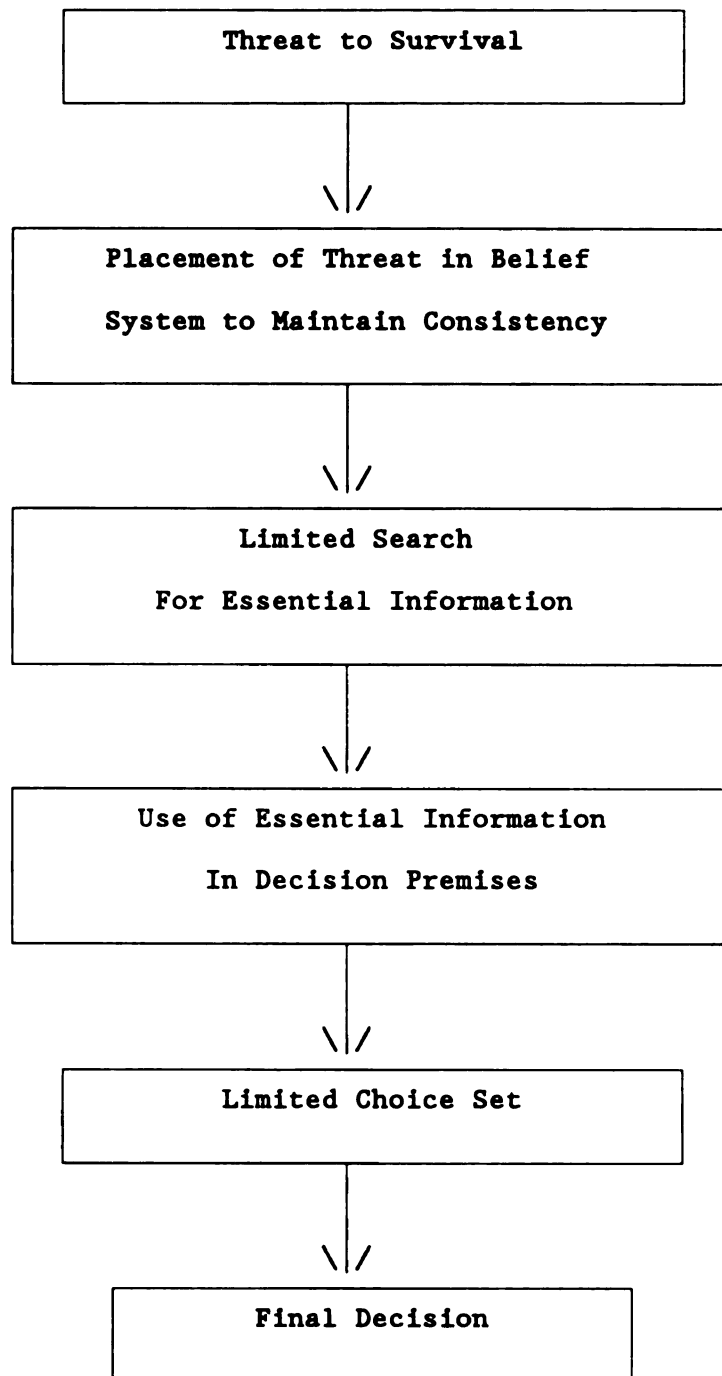 Threat to Survival
Placement of Threat in Belief
System to Maintain Consistency
Limited Search
For Essential Information
Use of Essential Information
In Decision Premises
Limited Choice Set
Final Decision